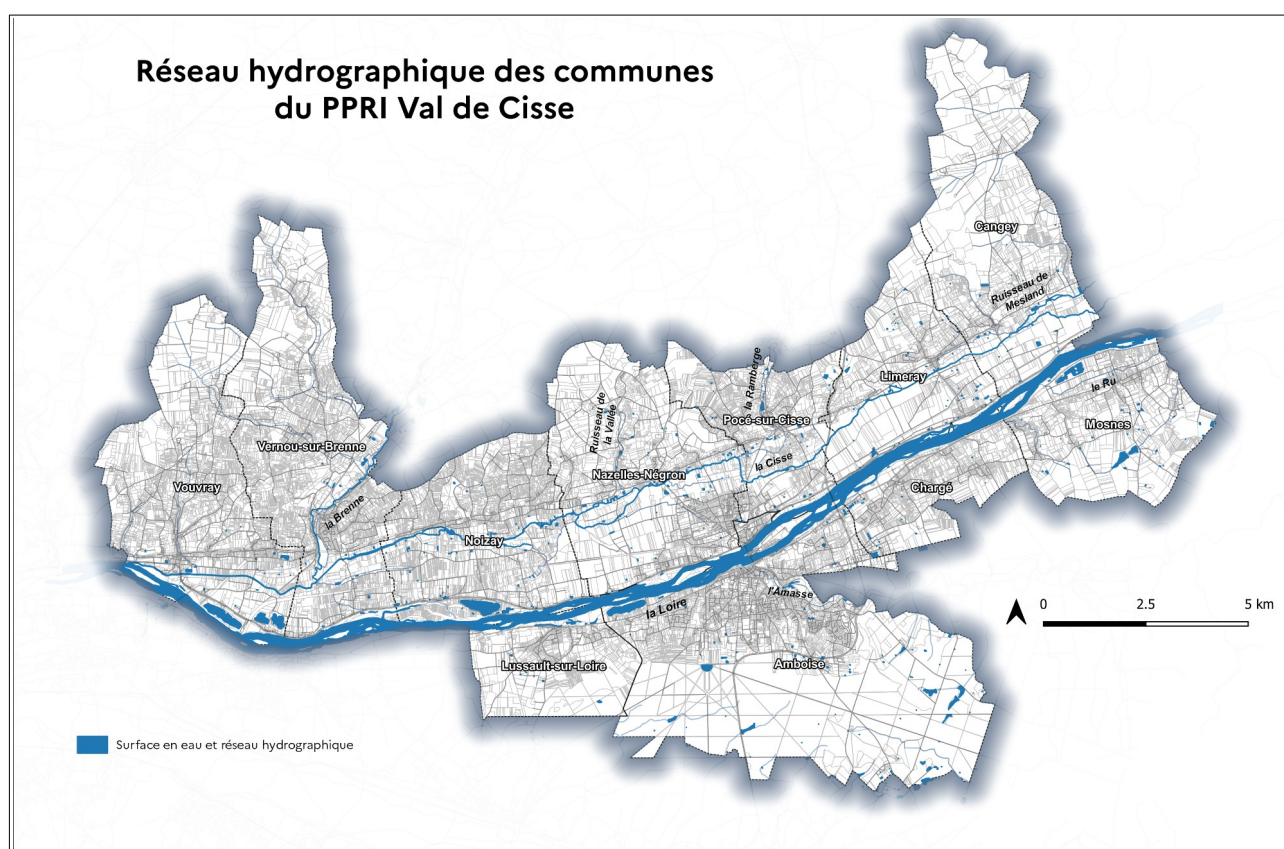 Réseau hydrographique des communes
du PPRI Val de Cisse
Cangey
Ruisseau de
Mesland
Limeray
le Ru
Mosnes
la Ramberge
Pocé-sur-Cisse
Ruisseau de
la Vallée
Vernou-sur-Brenne
Nazelles-Négron
la Cisse
Vouvray
Chargé
la Brenne
Noizay
l'Amasse
la Loire
Lussault-sur-Loire
Amboise
0 2.5 5 km
Surface en eau et réseau hydrographique